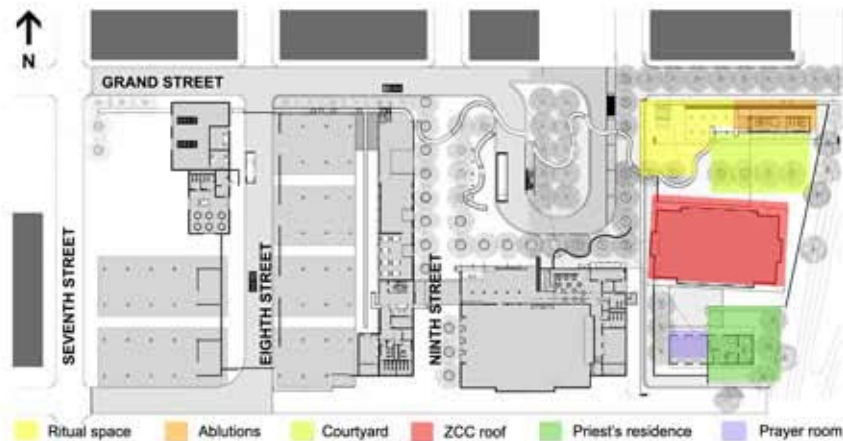 N
GRAND STREET
SEVENTH STREET
EIGHTH STREET
NINTH STREET
Ritual space Ablutions Courtyard ZCC roof Priest's residence Prayer room